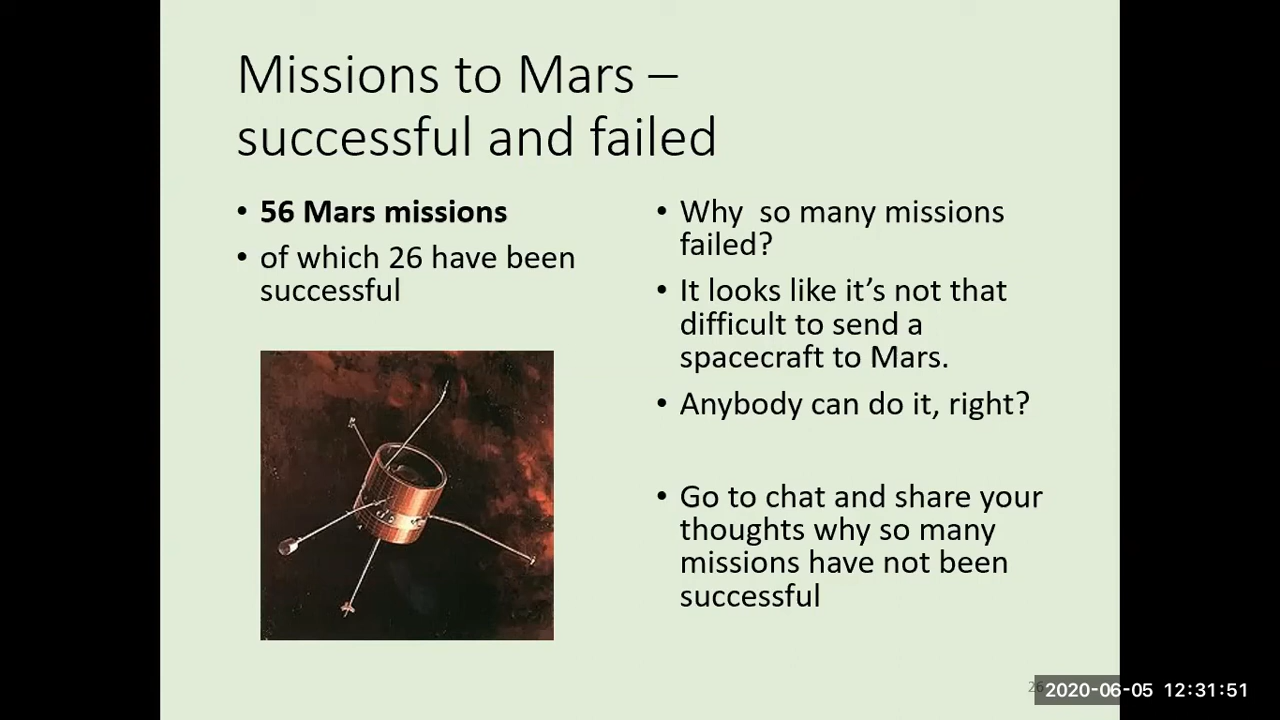 Missions to Mars –
successful and failed
• 56 Mars missions
• of which 26 have been
successful
• Why  so many missions
failed?
• It looks like it’s not that
difficult to send a
spacecraft to Mars.
• Anybody can do it, right?
• Go to chat and share your
thoughts why so many
missions have not been
successful
26
2020-06-05 12:31:51